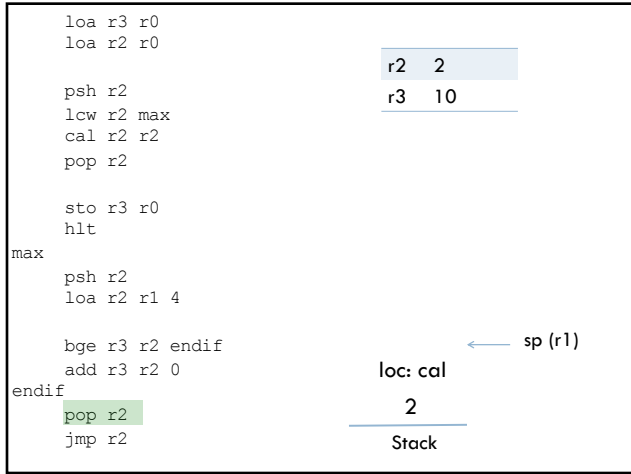 loa r3 r0
loa r2 r0
psh r2
lcw r2 max
cal r2 r2
pop r2
sto r3 r0
hlt
max
psh r2
loa r2 r1 4
bge r3 r2 endif
add r3 r2 0
endif
pop r2
jmp r2
r2 2
r3 10
sp (r1)
loc: cal
2
Stack